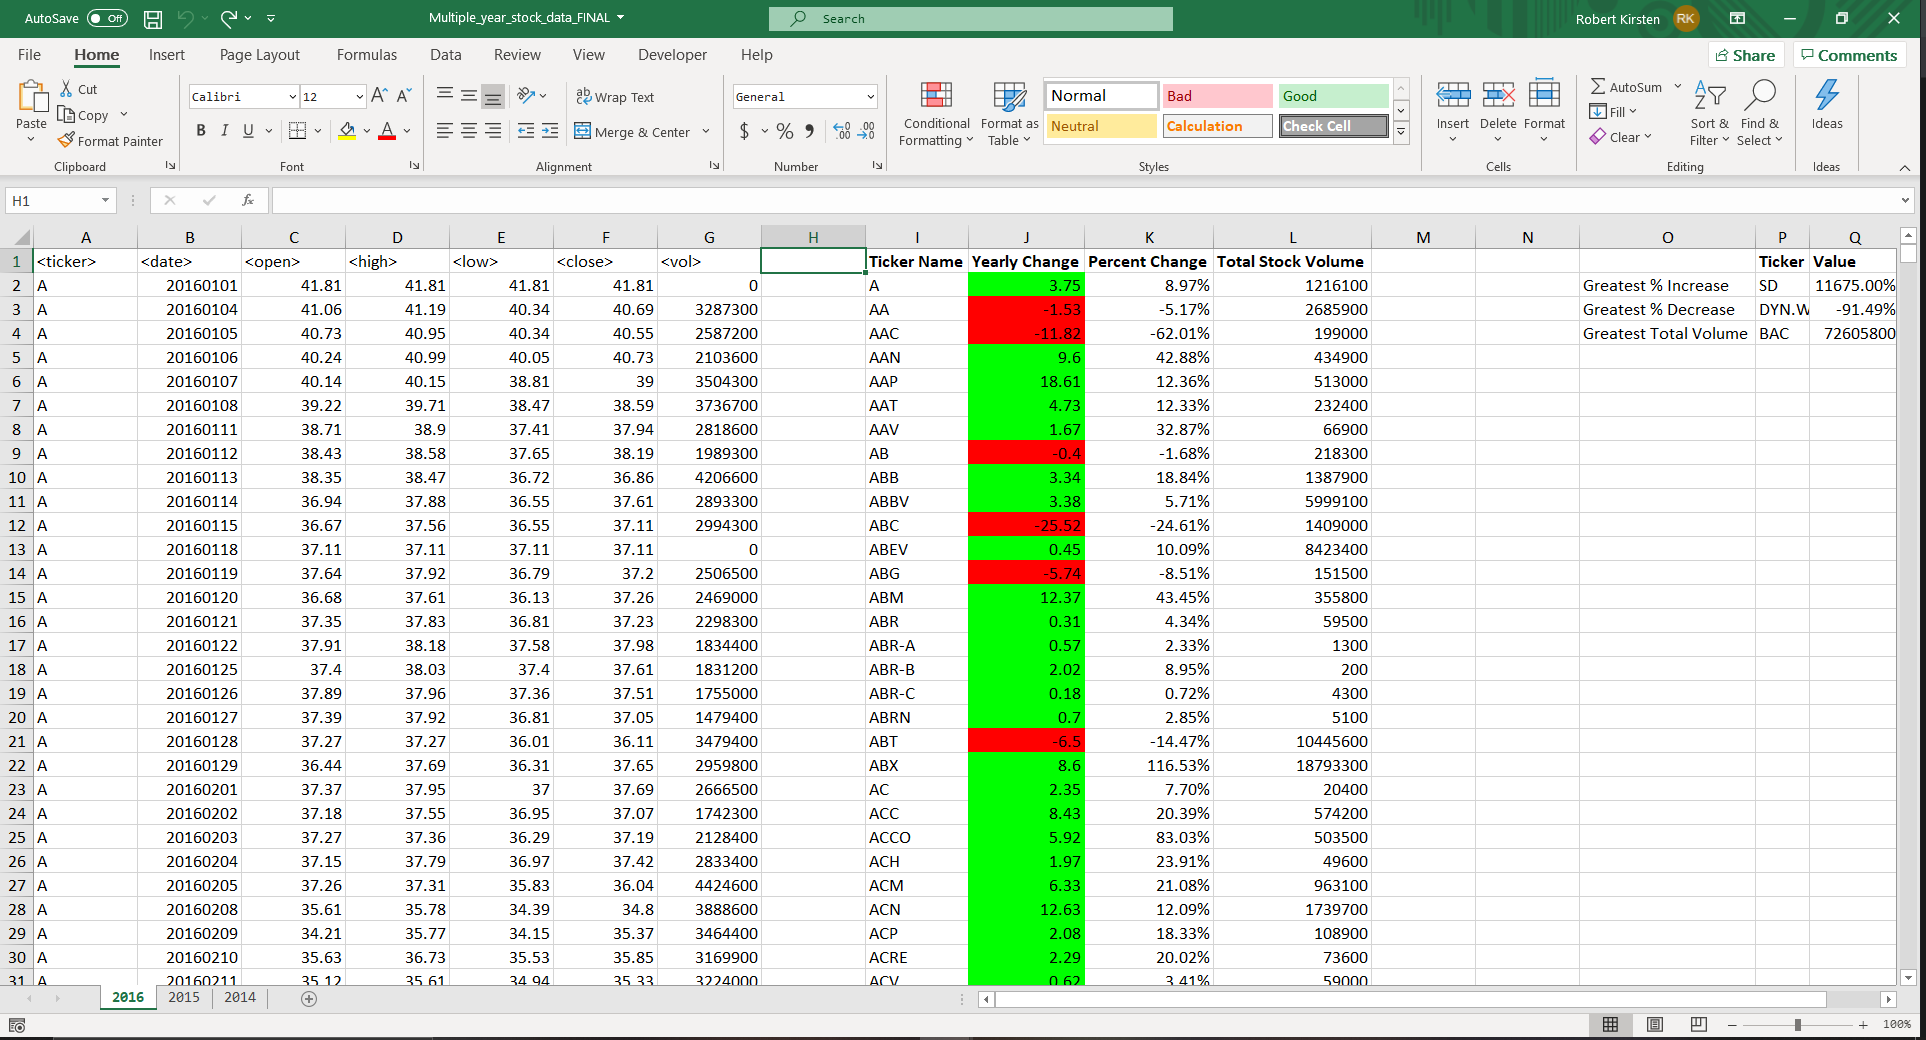 AutoSave Off Multiple_year_stock_data_FINAL Search Robert Kirsten RK
File Home Insert Page Layout Formulas Data Review View Developer Help Share Comments
Paste Cut Copy Format Painter Clipboard
Calibri 12 B I U A Font
Wrap Text Merge & Center Alignment
General $ % Number
Conditional Formatting Format as Table
Normal Bad Good
Neutral Calculation Check Cell
Styles
Insert Delete Format Cells
AutoSum Fill Clear Sort & Filter Find & Select Editing
Ideas Ideas
H1 fx
A B C D E F G H I J K L M N O P Q
1 <ticker> <date> <open> <high> <low> <close> <vol> Ticker Name Yearly Change Percent Change Total Stock Volume Ticker Value
2 A 20160101 41.81 41.81 41.81 41.81 0 A 3.75 8.97% 1216100 Greatest % Increase SD 11675.00%
3 A 20160104 41.06 41.19 40.34 40.69 3287300 AA -1.53 -5.17% 2685900 Greatest % Decrease DYN.W -91.49%
4 A 20160105 40.73 40.95 40.34 40.55 2587200 AAC -11.82 -62.01% 199000 Greatest Total Volume BAC 72605800
5 A 20160106 40.24 40.99 40.05 40.73 2103600 AAN 9.6 42.88% 434900
6 A 20160107 40.14 40.15 38.81 39 3504300 AAP 18.61 12.36% 513000
7 A 20160108 39.22 39.71 38.47 38.59 3736700 AAT 4.73 12.33% 232400
8 A 20160111 38.71 38.9 37.41 37.94 2818600 AAV 1.67 32.87% 66900
9 A 20160112 38.43 38.58 37.65 38.19 1989300 AB -0.4 -1.68% 218300
10 A 20160113 38.35 38.47 36.72 36.86 4206600 ABB 3.34 18.84% 1387900
11 A 20160114 36.94 37.88 36.55 37.61 2893300 ABBV 3.38 5.71% 5999100
12 A 20160115 36.67 37.56 36.55 37.11 2994300 ABC -25.52 -24.61% 1409000
13 A 20160118 37.11 37.11 37.11 37.11 0 ABEV 0.45 10.09% 8423400
14 A 20160119 37.64 37.92 36.79 37.2 2506500 ABG -5.74 -8.51% 151500
15 A 20160120 36.68 37.61 36.13 37.26 2469000 ABM 12.37 43.45% 355800
16 A 20160121 37.35 37.83 36.81 37.23 2298300 ABR 0.31 4.34% 59500
17 A 20160122 37.91 38.18 37.58 37.98 1834400 ABR-A 0.57 2.33% 1300
18 A 20160125 37.4 38.03 37.4 37.61 1831200 ABR-B 2.02 8.95% 200
19 A 20160126 37.89 37.96 37.36 37.51 1755000 ABR-C 0.18 0.72% 4300
20 A 20160127 37.39 37.92 36.81 37.05 1479400 ABRN 0.7 2.85% 5100
21 A 20160128 37.27 37.27 36.01 36.11 3479400 ABT -6.5 -14.47% 10445600
22 A 20160129 36.44 37.69 36.31 37.65 2959800 ABX 8.6 116.53% 18793300
23 A 20160201 37.37 37.95 37 37.69 2666500 AC 2.35 7.70% 20400
24 A 20160202 37.18 37.55 36.95 37.07 1742300 ACC 8.43 20.39% 574200
25 A 20160203 37.27 37.36 36.29 37.19 2128400 ACCO 5.92 83.03% 503500
26 A 20160204 37.15 37.79 36.97 37.42 2833400 ACH 1.97 23.91% 49600
27 A 20160205 37.26 37.31 35.83 36.04 4424600 ACM 6.33 21.08% 963100
28 A 20160208 35.61 35.78 34.39 34.8 3888600 ACN 12.63 12.09% 1739700
29 A 20160209 34.21 35.77 34.15 35.37 3464400 ACP 2.08 18.33% 108900
30 A 20160210 35.63 36.73 35.53 35.85 3169900 ACRE 2.29 20.02% 73600
31 A 20160211 35.12 35.61 34.94 35.33 3224000 ACV 0.62 3.41% 59000
2016 2015 2014
100%